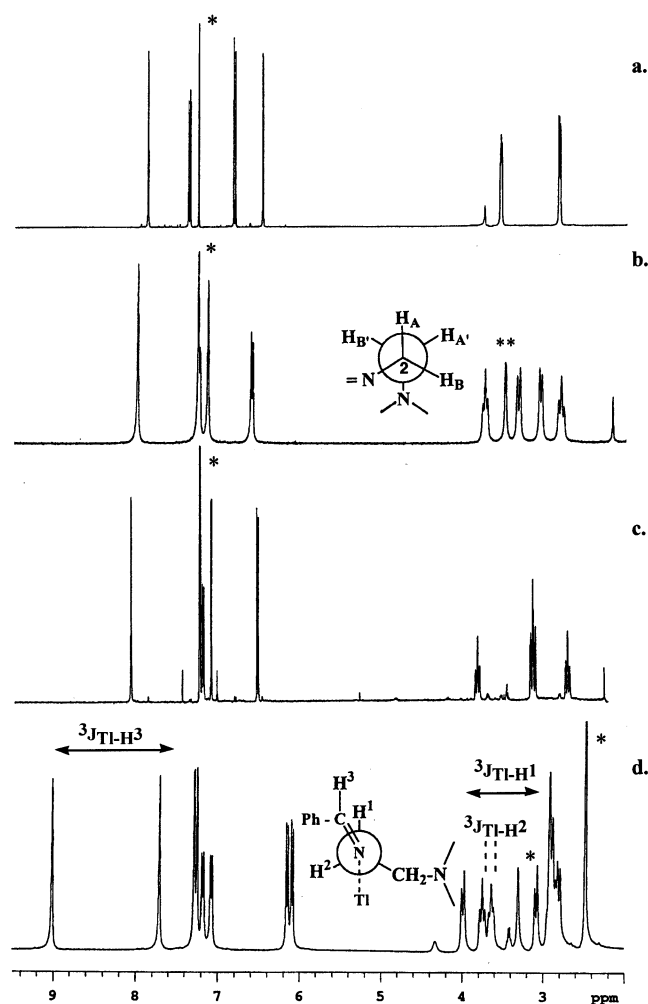 *
a.
b.
*
H_A
H_B'
H_A'
**
2
= N
H_B
N
*
c.
³J_Tl-H³
³J_Tl-H¹
*
d.
H³
H¹
³J_Tl-H²
Ph - C
N
H²
CH₂-N
*
Tl
9 8 7 6 5 4 3 ppm